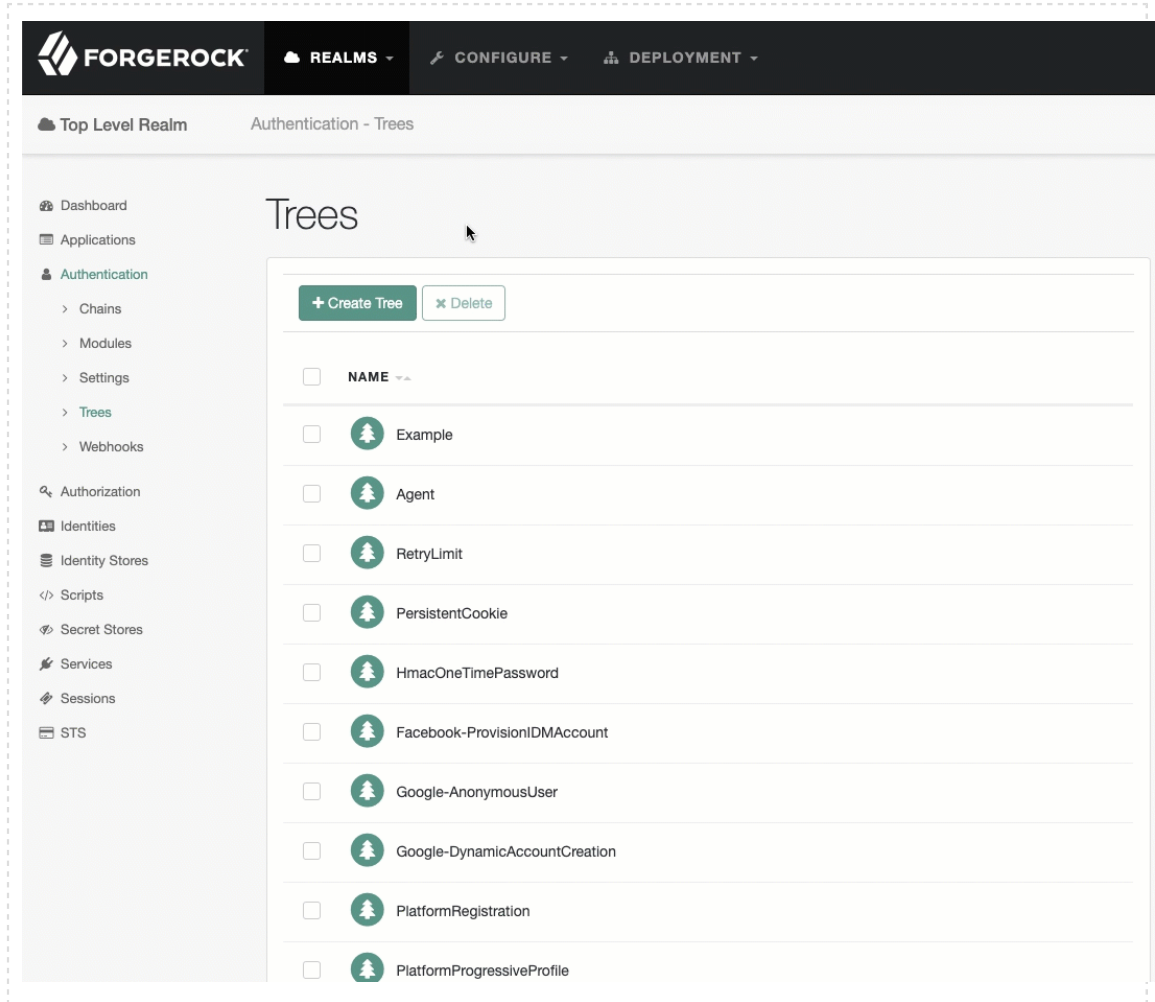 FORGEROCK REALMS CONFIGURE DEPLOYMENT
Top Level Realm Authentication - Trees
Dashboard
Applications
Authentication
Chains
Modules
Settings
Trees
Webhooks
Authorization
Identities
Identity Stores
Scripts
Secret Stores
Services
Sessions
STS
Trees
Create Tree Delete
NAME
Example
Agent
RetryLimit
PersistentCookie
HmacOneTimePassword
Facebook-ProvisionIDMAccount
Google-AnonymousUser
Google-DynamicAccountCreation
PlatformRegistration
PlatformProgressiveProfile